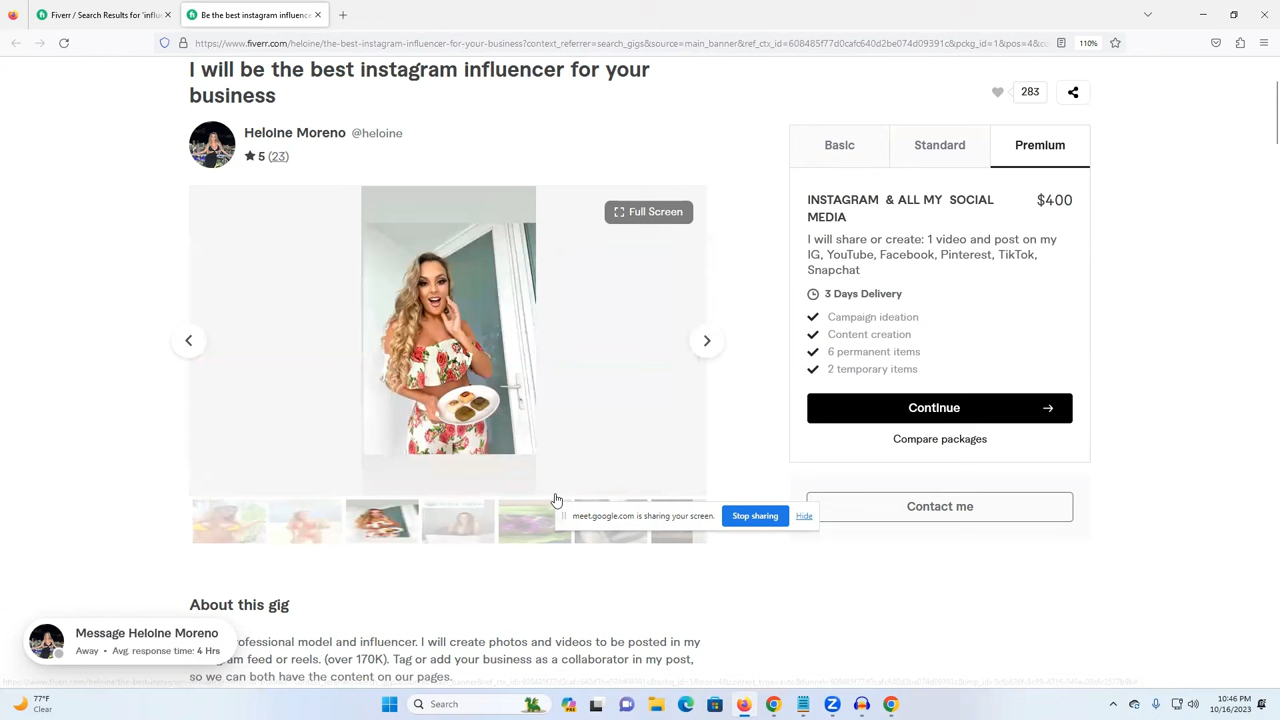 Fiverr / Search Results for 'influ
Be the best instagram influence
https://www.fiverr.com/heloine/the-best-instagram-influencer-for-your-business?context_referrer=search_gigs&source=main_banner&ref_ctx_id=608485f77d0cafc640d2be074d09391c&pckg_id=1&pos=4&c
110%
I will be the best instagram influencer for your
business
283
Heloine Moreno @heloine
5 (23)
Full Screen
Basic
Standard
Premium
INSTAGRAM & ALL MY SOCIAL
MEDIA
$400
I will share or create: 1 video and post on my
IG, YouTube, Facebook, Pinterest, TikTok,
Snapchat
3 Days Delivery
Campaign ideation
Content creation
6 permanent items
2 temporary items
Continue
Compare packages
Contact me
meet.google.com is sharing your screen.
Stop sharing
Hide
About this gig
rofessional model and influencer. I will create photos and videos to be posted in my
am feed or reels. (over 170K). Tag or add your business as a collaborator in my post,
so we can both have the content on our pages.
Message Heloine Moreno
Away • Avg. response time: 4 Hrs
77°F
Clear
Search
10:46 PM
10/16/2023